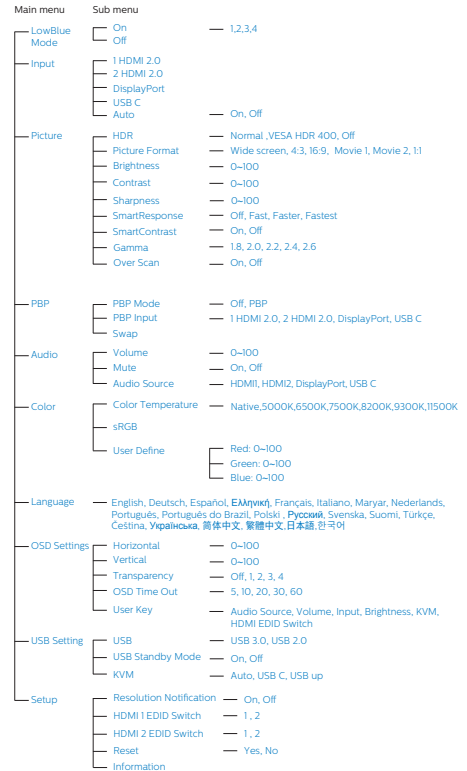 Main menu Sub menu
LowBlue Mode On 1,2,3,4
Off
Input 1 HDMI 2.0
2 HDMI 2.0
DisplayPort
USB C
Auto On, Off
Picture HDR Normal ,VESA HDR 400, Off
Picture Format Wide screen, 4:3, 16:9, Movie 1, Movie 2, 1:1
Brightness 0~100
Contrast 0~100
Sharpness 0~100
SmartResponse Off, Fast, Faster, Fastest
SmartContrast On, Off
Gamma 1.8, 2.0, 2.2, 2.4, 2.6
Over Scan On, Off
PBP PBP Mode Off, PBP
PBP Input 1 HDMI 2.0, 2 HDMI 2.0, DisplayPort, USB C
Swap
Audio Volume 0~100
Mute On, Off
Audio Source HDMI1, HDMI2, DisplayPort, USB C
Color Color Temperature Native,5000K,6500K,7500K,8200K,9300K,11500K
sRGB
User Define Red: 0~100
Green: 0~100
Blue: 0~100
Language English, Deutsch, Español, Ελληνική, Français, Italiano, Maryar, Nederlands,
Português, Português do Brazil, Polski , Русский, Svenska, Suomi, Türkçe,
Čeština, Українська, 简体中文, 繁體中文,日本語,한국어
OSD Settings Horizontal 0~100
Vertical 0~100
Transparency Off, 1, 2, 3, 4
OSD Time Out 5, 10, 20, 30, 60
User Key Audio Source, Volume, Input, Brightness, KVM,
HDMI EDID Switch
USB Setting USB USB 3.0, USB 2.0
USB Standby Mode On, Off
KVM Auto, USB C, USB up
Setup Resolution Notification On, Off
HDMI 1 EDID Switch 1 , 2
HDMI 2 EDID Switch 1 , 2
Reset Yes, No
Information